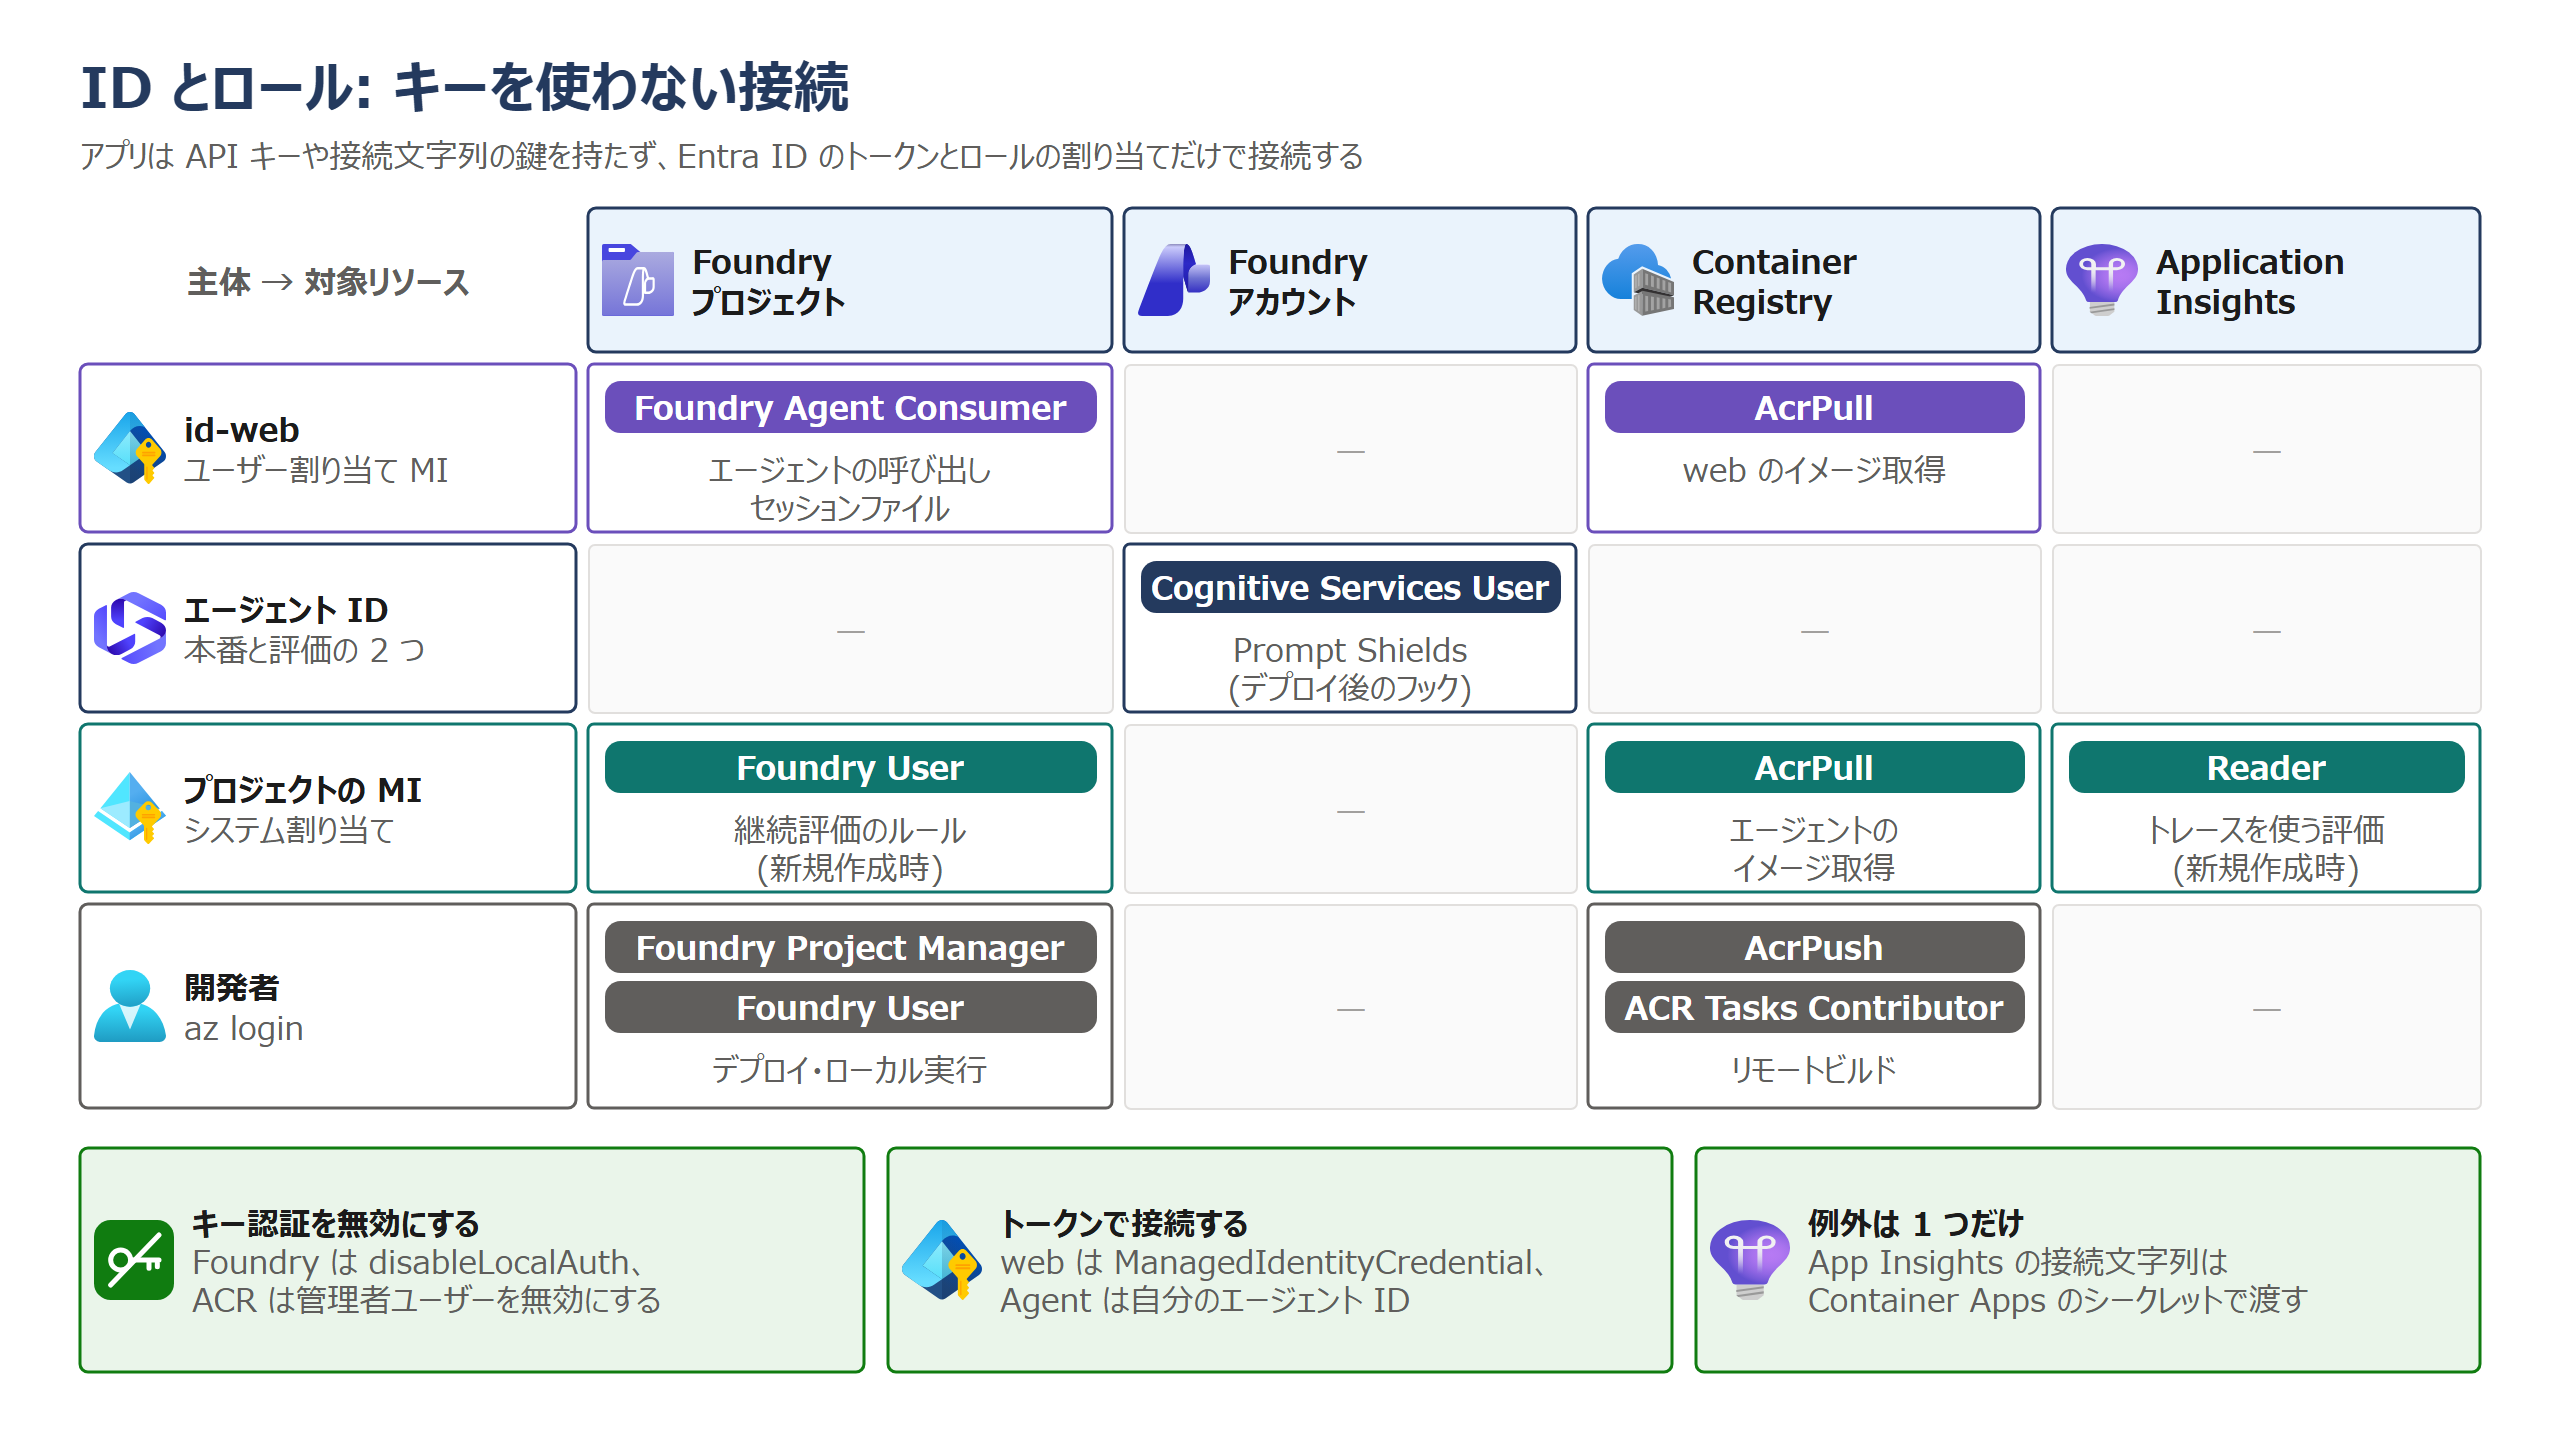 ID とロール: キーを使わない接続
アプリは API キーや接続文字列の鍵を持たず、Entra ID のトークンとロールの割り当てだけで接続する
主体 → 対象リソース
Foundry
プロジェクト
Foundry
アカウント
Container
Registry
Application
Insights
id-web
ユーザー割り当て MI
Foundry Agent Consumer
エージェントの呼び出し
セッションファイル
—
AcrPull
web のイメージ取得
—
エージェント ID
本番と評価の 2 つ
—
Cognitive Services User
Prompt Shields
(デプロイ後のフック)
—
—
プロジェクトの MI
システム割り当て
Foundry User
継続評価のルール
(新規作成時)
—
AcrPull
エージェントの
イメージ取得
Reader
トレースを使う評価
(新規作成時)
開発者
az login
Foundry Project Manager
Foundry User
デプロイ・ローカル実行
—
AcrPush
ACR Tasks Contributor
リモートビルド
—
キー認証を無効にする
Foundry は disableLocalAuth、
ACR は管理者ユーザーを無効にする
トークンで接続する
web は ManagedIdentityCredential、
Agent は自分のエージェント ID
例外は 1 つだけ
App Insights の接続文字列は
Container Apps のシークレットで渡す